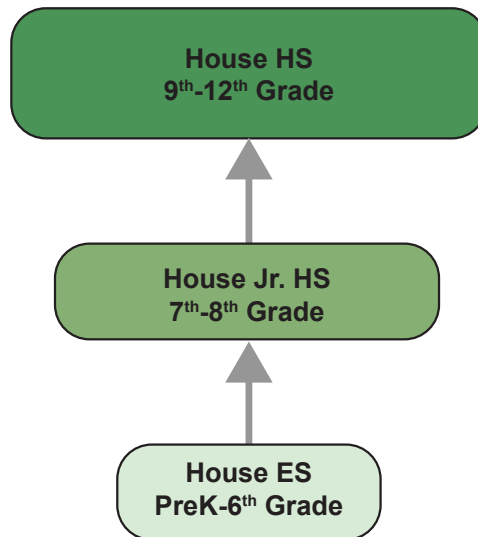 House HS
9th-12th Grade
House Jr. HS
7th-8th Grade
House ES
PreK-6th Grade